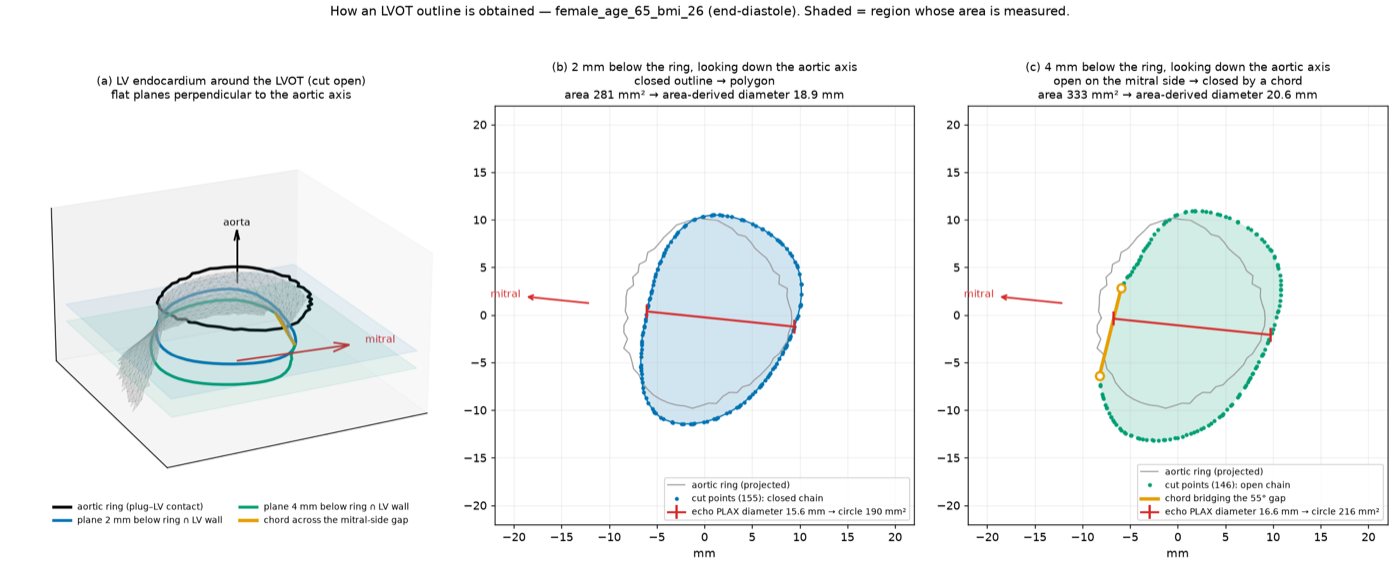 How an LVOT outline is obtained — female_age_65_bmi_26 (end-diastole). Shaded = region whose area is measured.
(a) LV endocardium around the LVOT (cut open)
flat planes perpendicular to the aortic axis
aorta
mitral
aortic ring (plug–LV contact)
plane 2 mm below ring ∩ LV wall
plane 4 mm below ring ∩ LV wall
chord across the mitral-side gap
(b) 2 mm below the ring, looking down the aortic axis
closed outline → polygon
area 281 mm² → area-derived diameter 18.9 mm
20
15
10
5
0
−5
−10
−15
−20
mitral
aortic ring (projected)
cut points (155): closed chain
echo PLAX diameter 15.6 mm → circle 190 mm²
−20 −15 −10 −5 0 5 10 15 20
mm
(c) 4 mm below the ring, looking down the aortic axis
open on the mitral side → closed by a chord
area 333 mm² → area-derived diameter 20.6 mm
20
15
10
5
0
−5
−10
−15
−20
mitral
aortic ring (projected)
cut points (146): open chain
chord bridging the 55° gap
echo PLAX diameter 16.6 mm → circle 216 mm²
−20 −15 −10 −5 0 5 10 15 20
mm